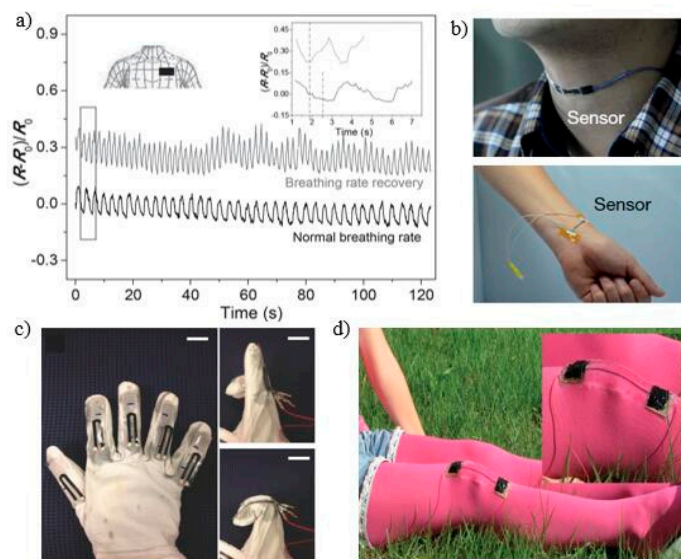 a)
0.9
0.6
0.3
0.0
-0.3
(R-R₀)/R₀
0.45
0.30
0.15
0.00
-0.15
(R-R₀)/R₀
1 2 3 4 5 6 7
Time (s)
Breathing rate recovery
Normal breathing rate
0 20 40 60 80 100 120
Time (s)
b)
Sensor
Sensor
c)
d)